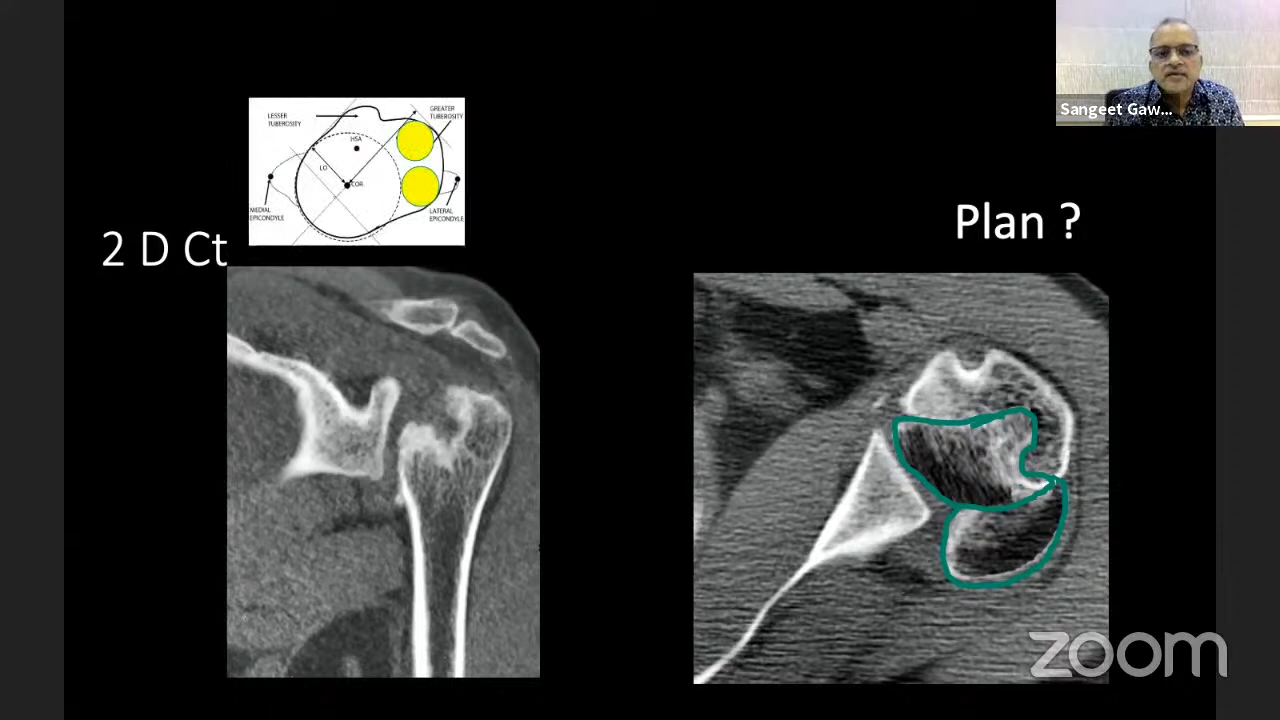 Sangeet Gaw...
LESSER
TUBEROSITY
GREATER
TUBEROSITY
HSA
LO
COR
MEDIAL
EPICONDYLE
LATERAL
EPICONDYLE
2 D Ct
Plan ?
zoom